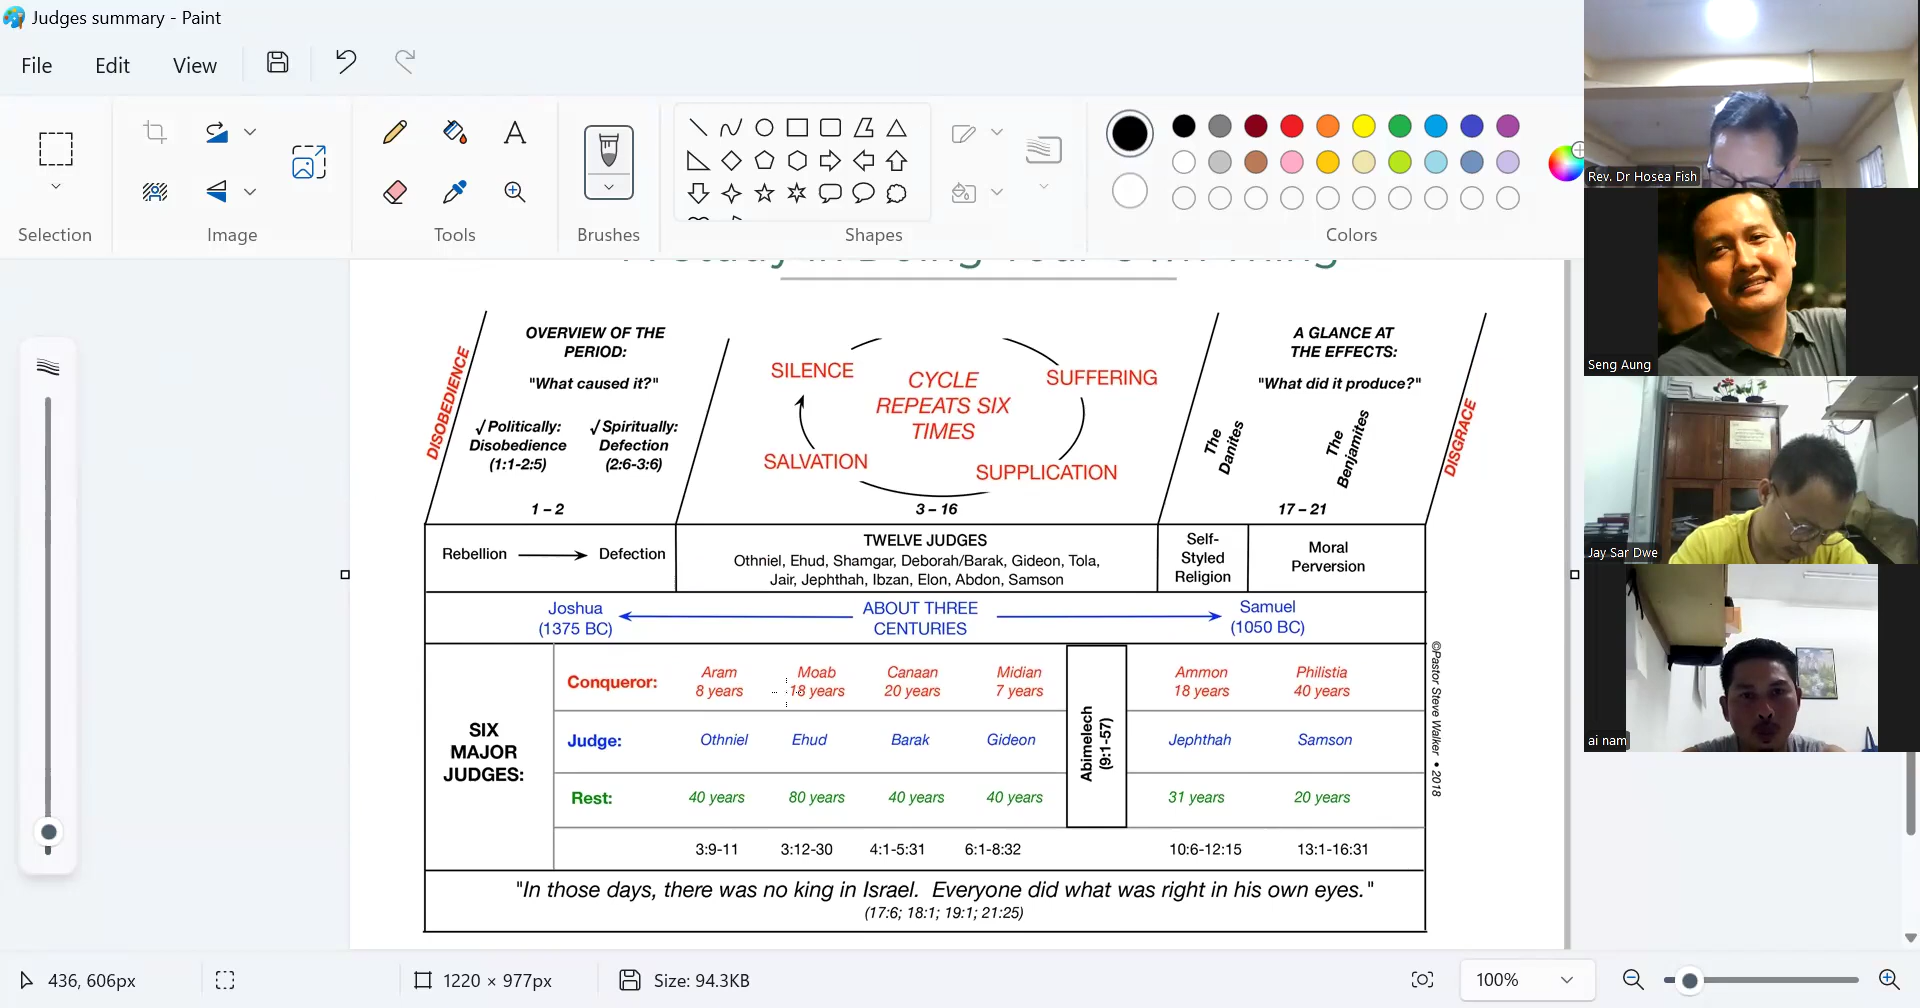 Judges summary - Paint
File Edit View
Selection Image Tools Brushes Shapes Colors
A Study in Doing Your Own Thing
DISOBEDIENCE
OVERVIEW OF THE
PERIOD:
"What caused it?"
√ Politically:
Disobedience
(1:1-2:5)
√ Spiritually:
Defection
(2:6-3:6)
1 – 2
SILENCE
SUFFERING
CYCLE
REPEATS SIX
TIMES
SALVATION
SUPPLICATION
3 – 16
A GLANCE AT
THE EFFECTS:
"What did it produce?"
The
Danites
The
Benjamites
17 – 21
DISGRACE
Rebellion
Defection
TWELVE JUDGES
Othniel, Ehud, Shamgar, Deborah/Barak, Gideon, Tola,
Jair, Jephthah, Ibzan, Elon, Abdon, Samson
Self-
Styled
Religion
Moral
Perversion
Joshua
(1375 BC)
ABOUT THREE
CENTURIES
Samuel
(1050 BC)
SIX
MAJOR
JUDGES:
Conqueror:
Aram
8 years
Moab
18 years
Canaan
20 years
Midian
7 years
Ammon
18 years
Philistia
40 years
Abimelech
(9:1-57)
Judge: Othniel Ehud Barak Gideon Jephthah Samson
Rest: 40 years 80 years 40 years 40 years 31 years 20 years
3:9-11 3:12-30 4:1-5:31 6:1-8:32 10:6-12:15 13:1-16:31
"In those days, there was no king in Israel. Everyone did what was right in his own eyes."
(17:6; 18:1; 19:1; 21:25)
©Pastor Steve Walker • 2018
Rev. Dr Hosea Fish
Seng Aung
Jay Sar Dwe
ai nam
436, 606px
1220 × 977px
Size: 94.3KB
100%